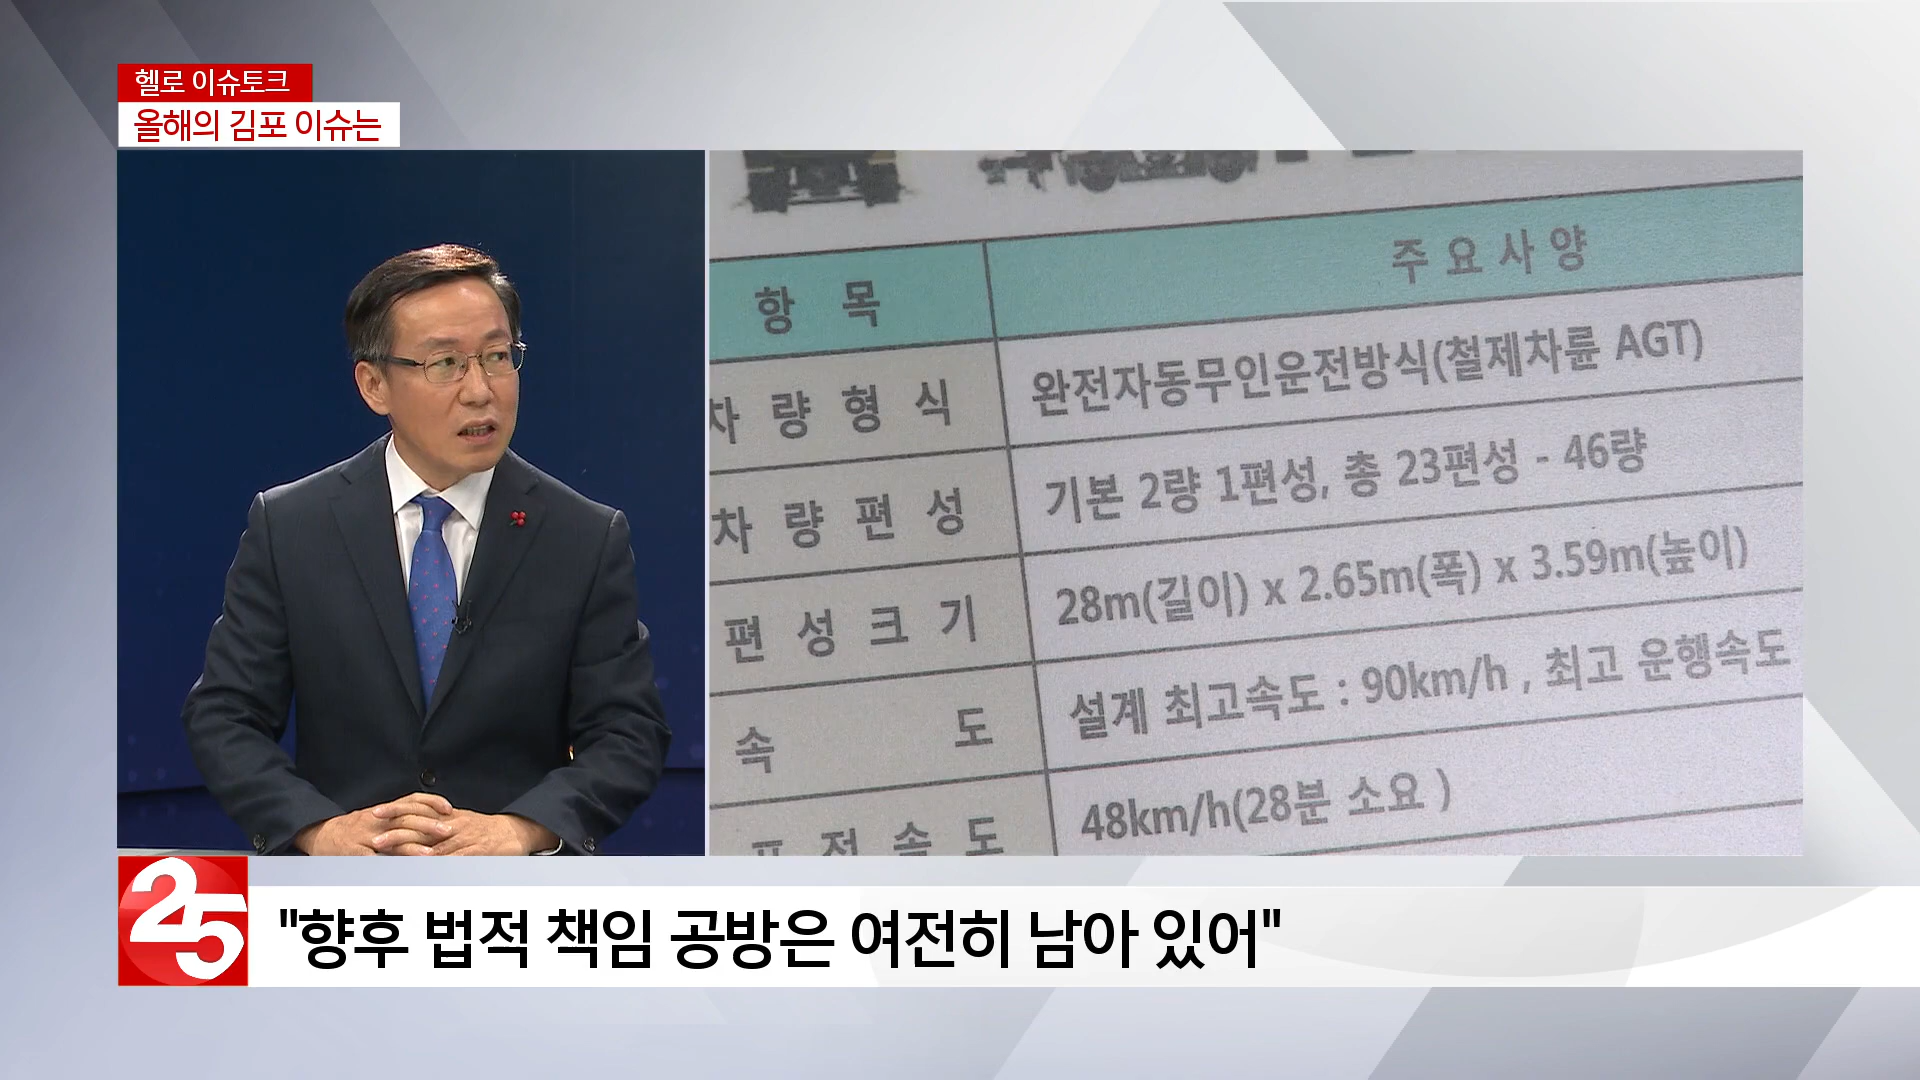 헬로 이슈토크
올해의 김포 이슈는
항 목 주 요 사 양
차 량 형 식 완전자동무인운전방식(철제차륜 AGT)
차 량 편 성 기본 2량 1편성, 총 23편성 - 46량
편 성 크 기 28m(길이) x 2.65m(폭) x 3.59m(높이)
속 도 설계 최고속도 : 90km/h , 최고 운행속도
표 정 속 도 48km/h(28분 소요 )
25 "향후 법적 책임 공방은 여전히 남아 있어"